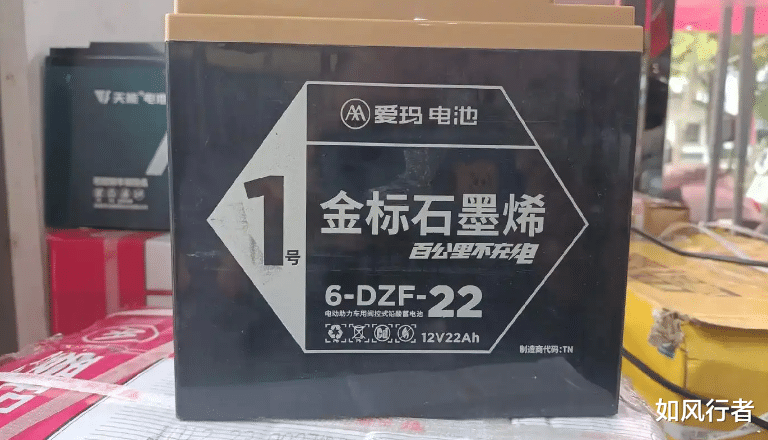 天能 电池
爱玛 电池
1号
金标石墨烯
百公里不充电
6-DZF-22
电动助力车用阀控式铅酸蓄电池
Cd
12V22Ah
制造商代码:TN
如风行者